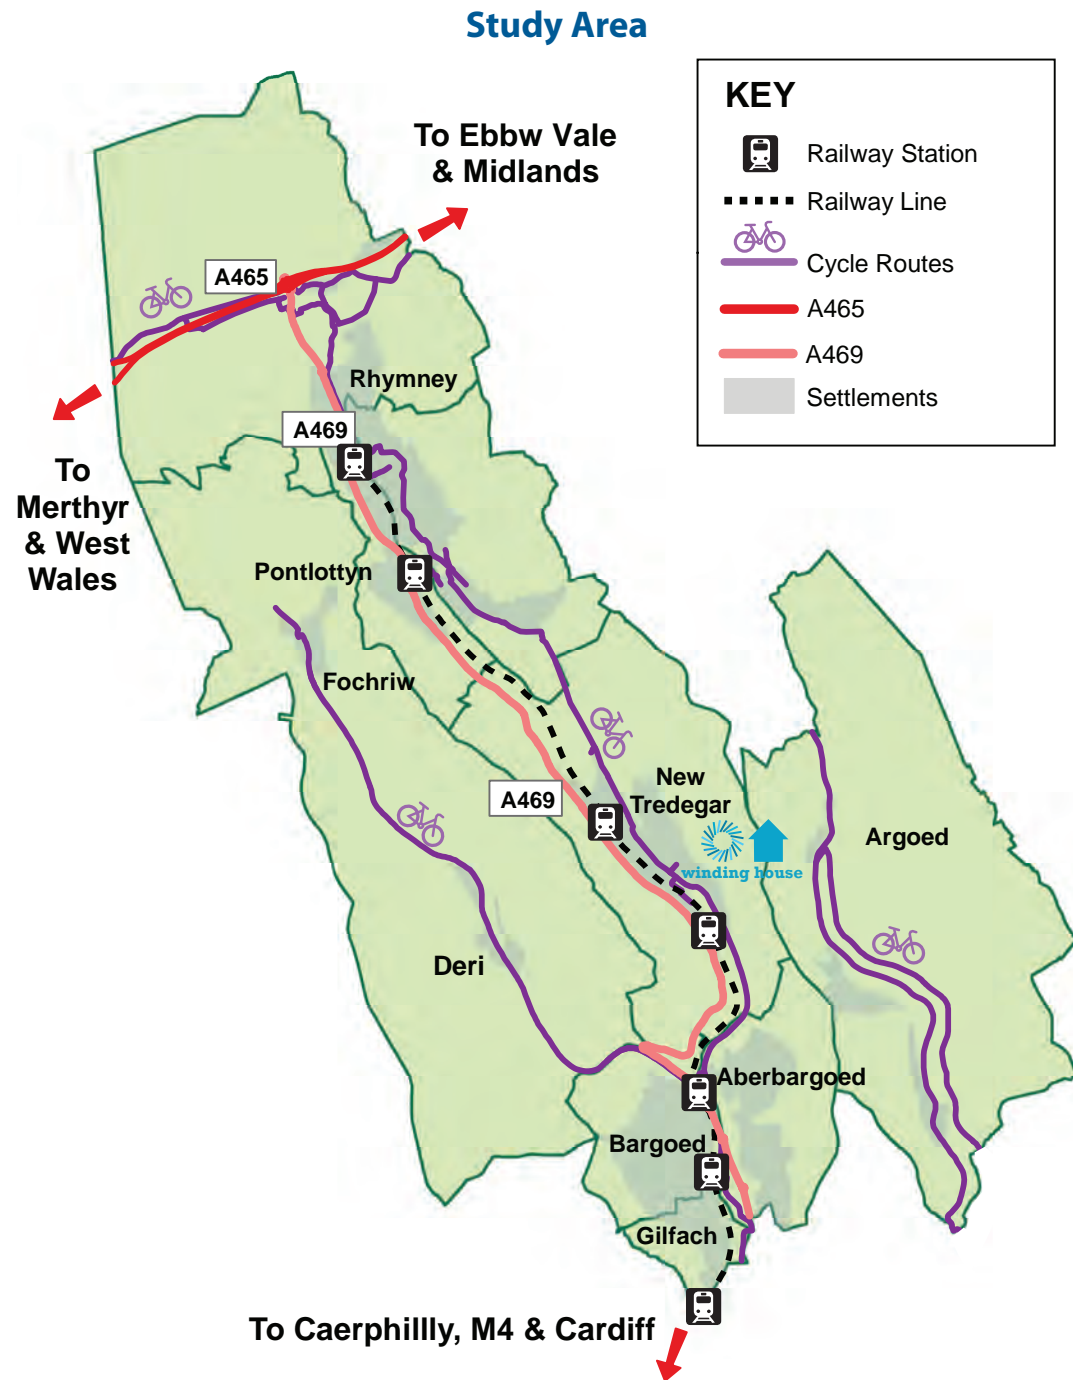 Study Area
KEY
Railway Station
Railway Line
Cycle Routes
A465
A469
Settlements
To Ebbw Vale
& Midlands
A465
Rhymney
A469
To
Merthyr
& West
Wales
Pontlottyn
Fochriw
New
Tredegar
A469
winding house
Argoed
Deri
Aberbargoed
Bargoed
Gilfach
To Caerphillly, M4 & Cardiff